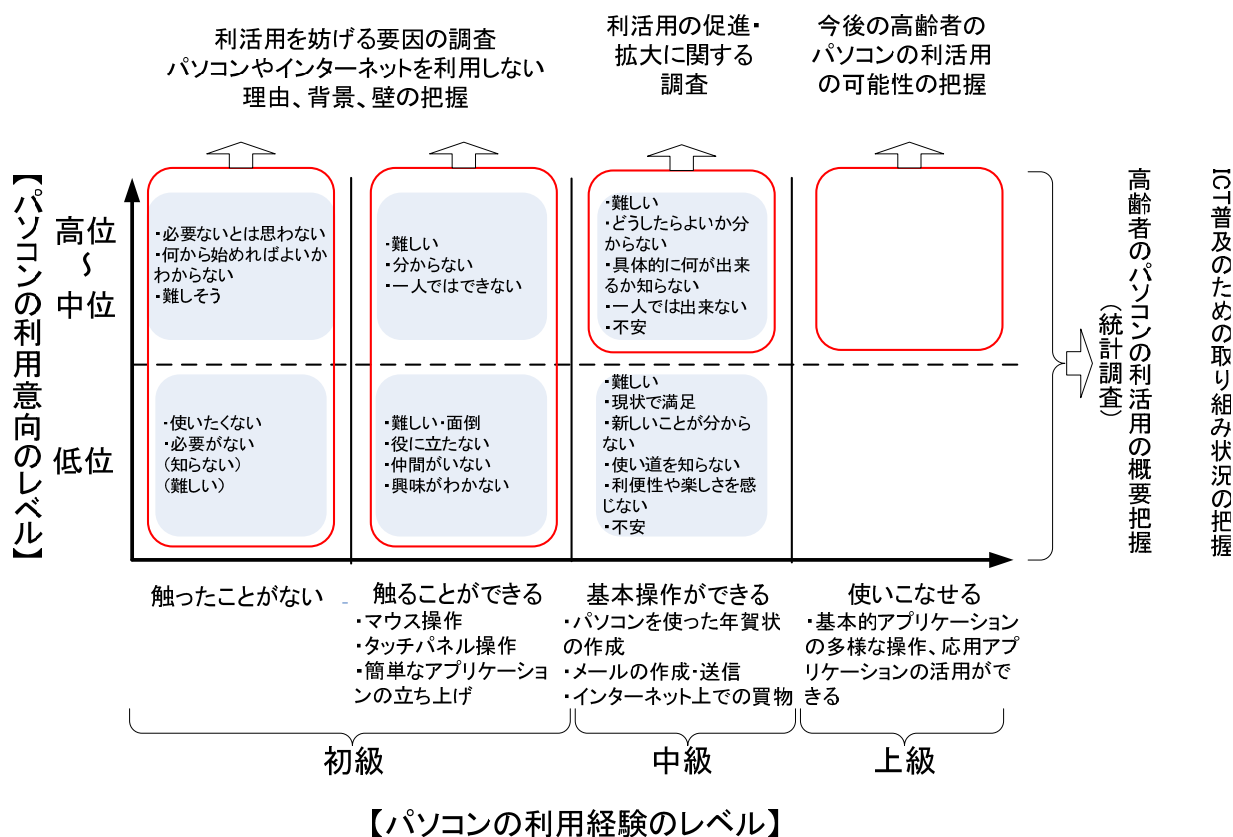 利活用を妨げる要因の調査
パソコンやインターネットを利用しない
理由、背景、壁の把握
利活用の促進・
拡大に関する
調査
今後の高齢者の
パソコンの利活用
の可能性の把握
【パソコンの利用意向のレベル】
高位
～
中位
低位
・必要ないとは思わない
・何から始めればよいか
わからない
・難しそう
・難しい
・分からない
・一人ではできない
・難しい
・どうしたらよいか分
からない
・具体的に何が出来
るか知らない
・一人では出来ない
・不安
・使いたくない
・必要がない
(知らない)
(難しい)
・難しい・面倒
・役に立たない
・仲間がいない
・興味がわかない
・難しい
・現状で満足
・新しいことが分から
ない
・使い道を知らない
・利便性や楽しさを感
じない
・不安
高齢者のパソコンの利活用の概要把握
(統計調査)
ICT普及のための取り組み状況の把握
触ったことがない
触ることができる
・マウス操作
・タッチパネル操作
・簡単なアプリケーショ
ンの立ち上げ
基本操作ができる
・パソコンを使った年賀状
の作成
・メールの作成・送信
・インターネット上での買物
使いこなせる
・基本的アプリケーション
の多様な操作、応用アプ
リケーションの活用がで
きる
初級
中級
上級
【パソコンの利用経験のレベル】